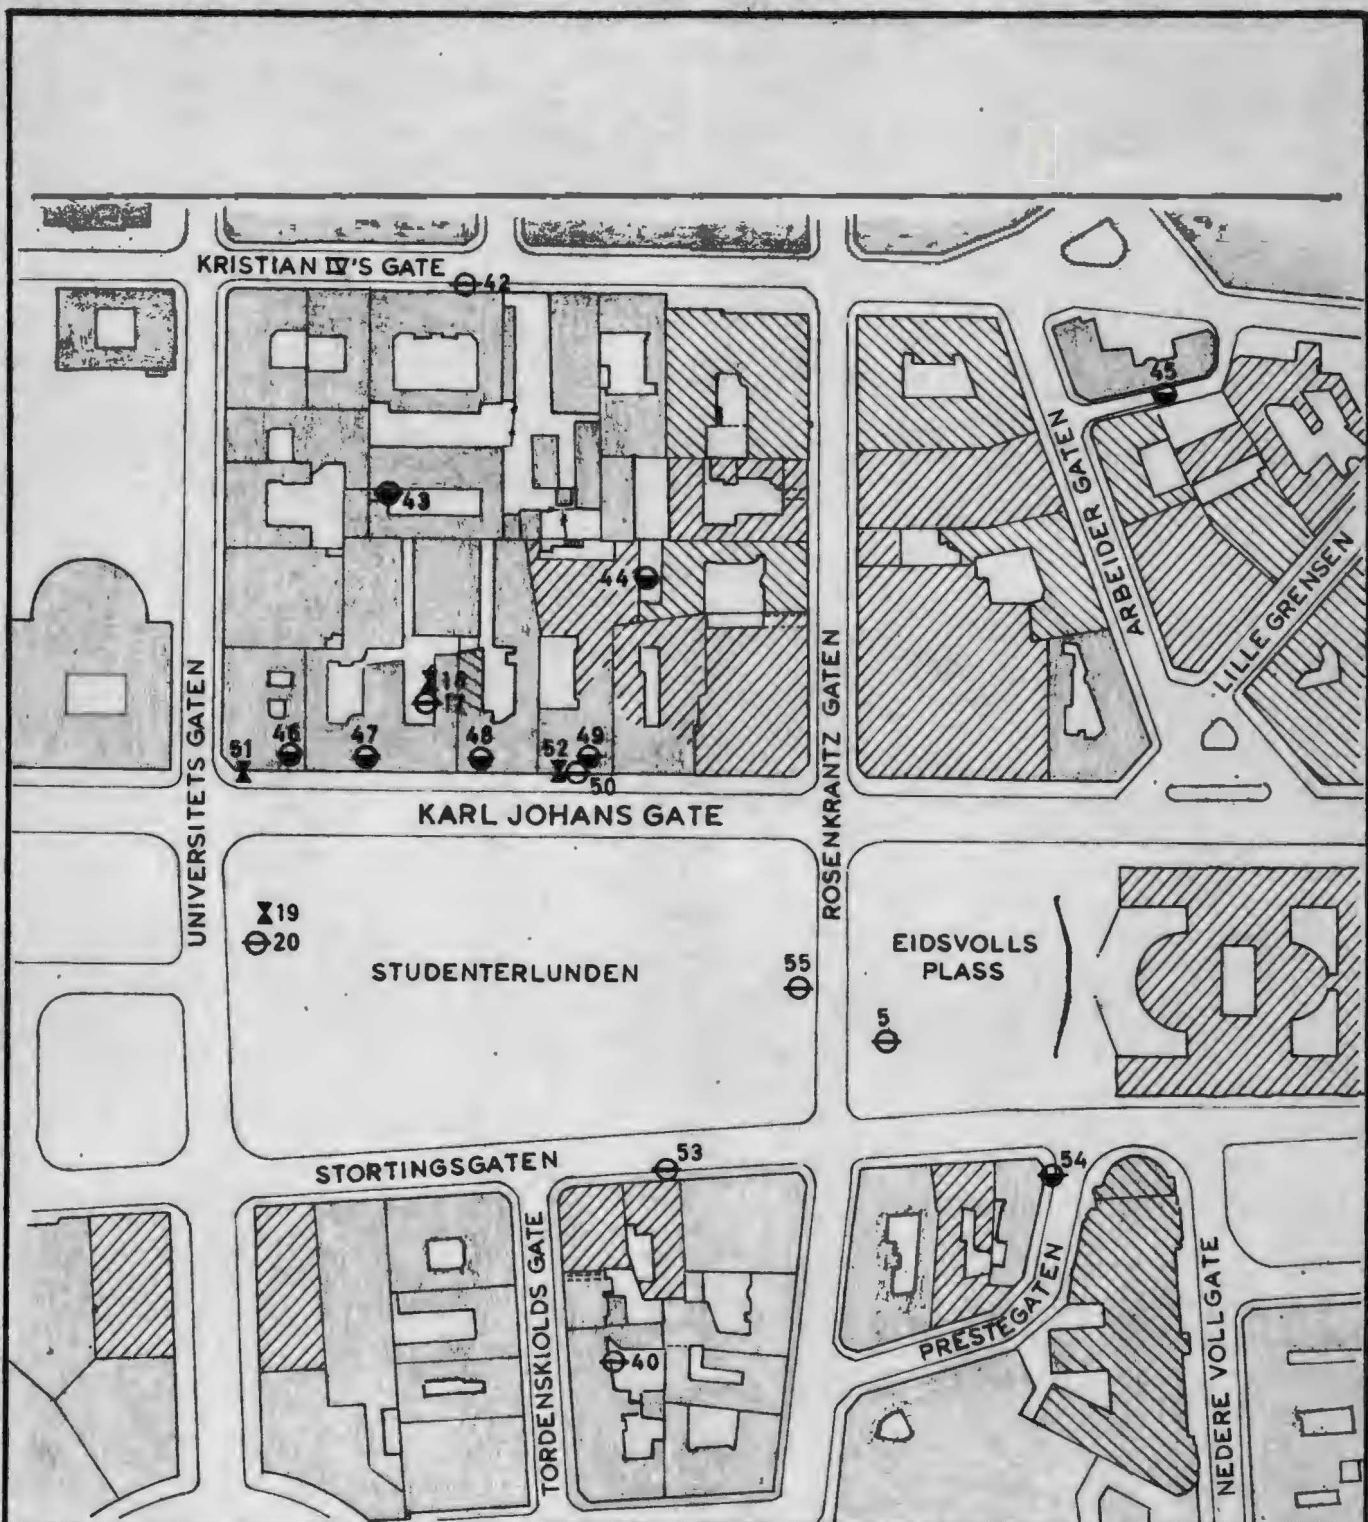 KRISTIAN IV'S GATE
42
45
43
44
ARBEIDER GATEN
LILLE GRENSEN
UNIVERSITETS GATEN
51
46
47
48
52
49
50
KARL JOHANS GATE
ROSENKRANTZ GATEN
19
20
STUDENTERLUNDEN
EIDSVOLLS
PLASS
55
5
STORTINGSGATEN
53
54
TORDENSKIOLDS GATE
40
PRESTEGATEN
NEDERE VOLLGATE